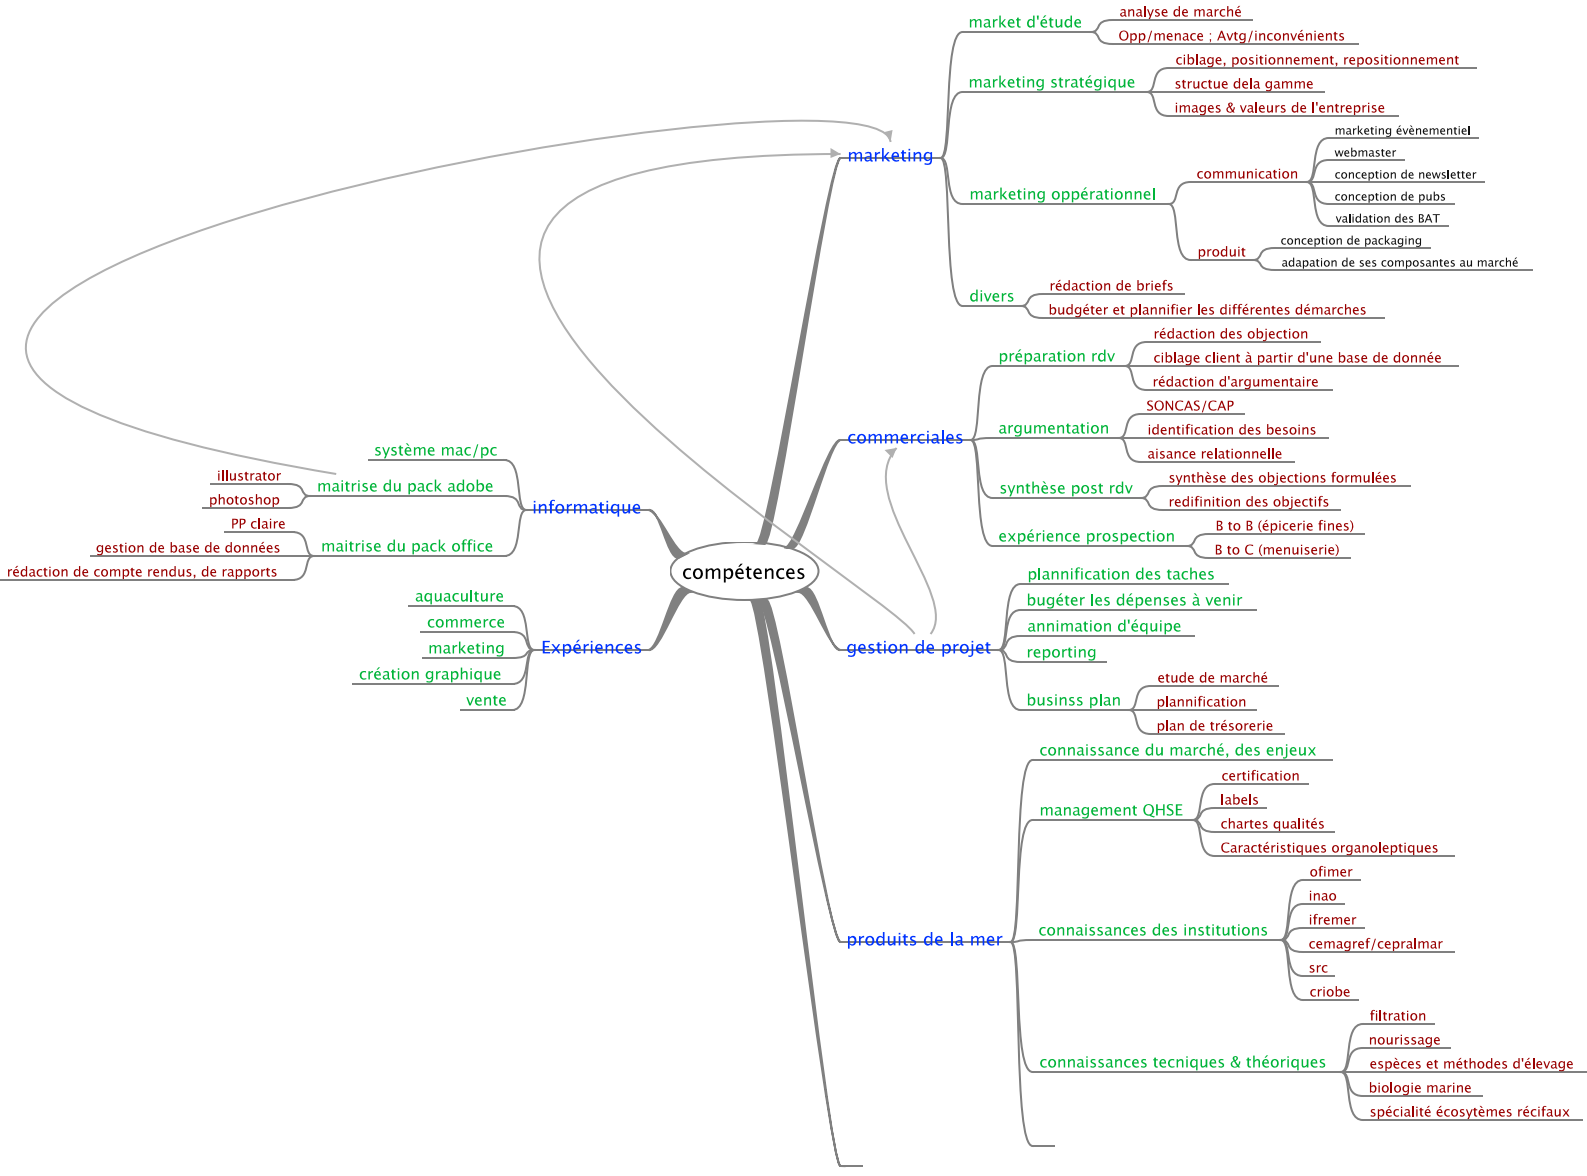 compétences
marketing
market d'étude
analyse de marché
Opp/menace ; Avtg/inconvénients
marketing stratégique
ciblage, positionnement, repositionnement
structue dela gamme
images & valeurs de l'entreprise
marketing oppérationnel
communication
marketing évènementiel
webmaster
conception de newsletter
conception de pubs
validation des BAT
produit
conception de packaging
adapation de ses composantes au marché
divers
rédaction de briefs
budgéter et plannifier les différentes démarches
commerciales
préparation rdv
rédaction des objection
ciblage client à partir d'une base de donnée
rédaction d'argumentaire
argumentation
SONCAS/CAP
identification des besoins
aisance relationnelle
synthèse post rdv
synthèse des objections formulées
redifinition des objectifs
expérience prospection
B to B (épicerie fines)
B to C (menuiserie)
gestion de projet
plannification des taches
bugéter les dépenses à venir
annimation d'équipe
reporting
businss plan
etude de marché
plannification
plan de trésorerie
produits de la mer
connaissance du marché, des enjeux
management QHSE
certification
labels
chartes qualités
Caractéristiques organoleptiques
connaissances des institutions
ofimer
inao
ifremer
cemagref/cepralmar
src
criobe
connaissances tecniques & théoriques
filtration
nourissage
espèces et méthodes d'élevage
biologie marine
spécialité écosytèmes récifaux
informatique
système mac/pc
maitrise du pack adobe
illustrator
photoshop
maitrise du pack office
PP claire
gestion de base de données
rédaction de compte rendus, de rapports
Expériences
aquaculture
commerce
marketing
création graphique
vente